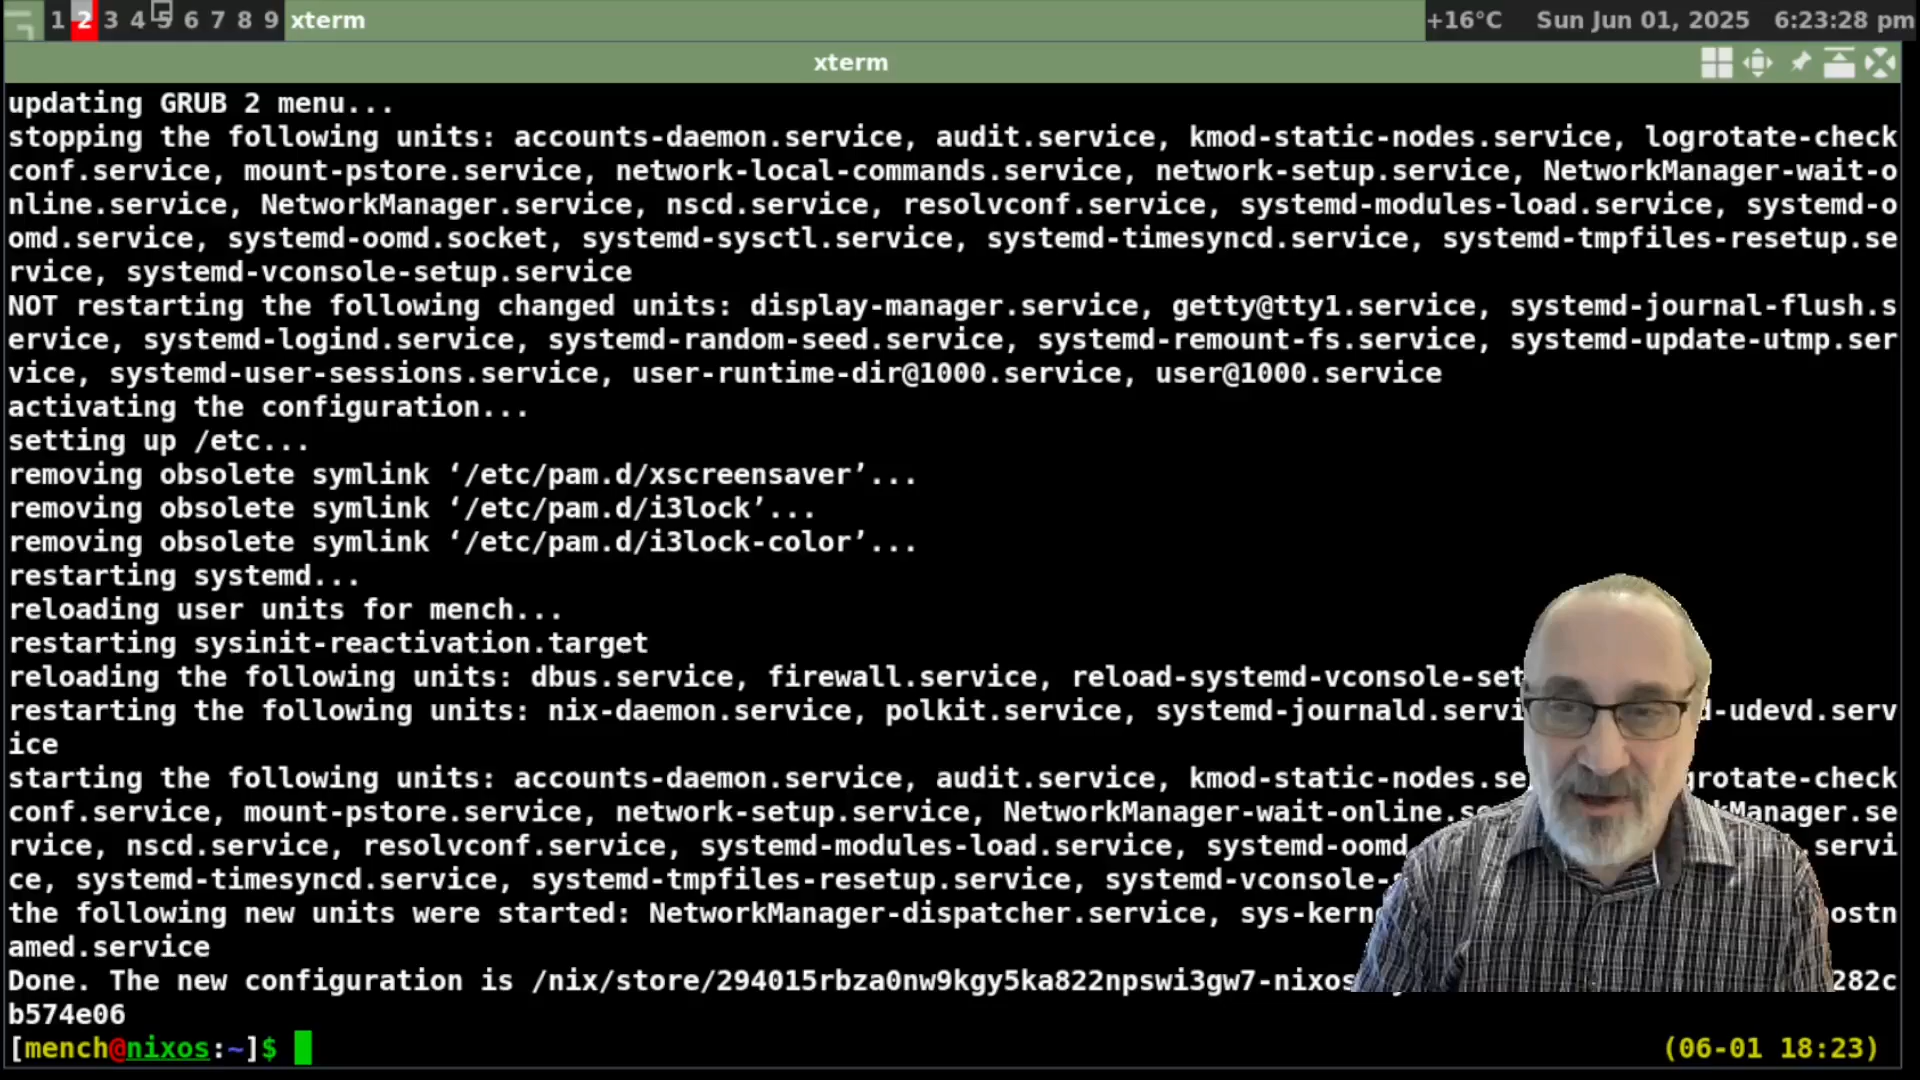 1 2 3 4 5 6 7 8 9 xterm +16°C Sun Jun 01, 2025 6:23:28 pm
xterm
updating GRUB 2 menu...
stopping the following units: accounts-daemon.service, audit.service, kmod-static-nodes.service, logrotate-check
conf.service, mount-pstore.service, network-local-commands.service, network-setup.service, NetworkManager-wait-o
nline.service, NetworkManager.service, nscd.service, resolvconf.service, systemd-modules-load.service, systemd-o
omd.service, systemd-oomd.socket, systemd-sysctl.service, systemd-timesyncd.service, systemd-tmpfiles-resetup.se
rvice, systemd-vconsole-setup.service
NOT restarting the following changed units: display-manager.service, getty@tty1.service, systemd-journal-flush.s
ervice, systemd-logind.service, systemd-random-seed.service, systemd-remount-fs.service, systemd-update-utmp.ser
vice, systemd-user-sessions.service, user-runtime-dir@1000.service, user@1000.service
activating the configuration...
setting up /etc...
removing obsolete symlink ‘/etc/pam.d/xscreensaver’...
removing obsolete symlink ‘/etc/pam.d/i3lock’...
removing obsolete symlink ‘/etc/pam.d/i3lock-color’...
restarting systemd...
reloading user units for mench...
restarting sysinit-reactivation.target
reloading the following units: dbus.service, firewall.service, reload-systemd-vconsole-set
restarting the following units: nix-daemon.service, polkit.service, systemd-journald.servi d-udevd.serv
ice
starting the following units: accounts-daemon.service, audit.service, kmod-static-nodes.se grotate-check
conf.service, mount-pstore.service, network-setup.service, NetworkManager-wait-online.se kManager.se
rvice, nscd.service, resolvconf.service, systemd-modules-load.service, systemd-oomd servi
ce, systemd-timesyncd.service, systemd-tmpfiles-resetup.service, systemd-vconsole-
the following new units were started: NetworkManager-dispatcher.service, sys-kern ostn
amed.service
Done. The new configuration is /nix/store/294015rbza0nw9kgy5ka822npswi3gw7-nixos 282c
b574e06
[mench@nixos:~]$ (06-01 18:23)